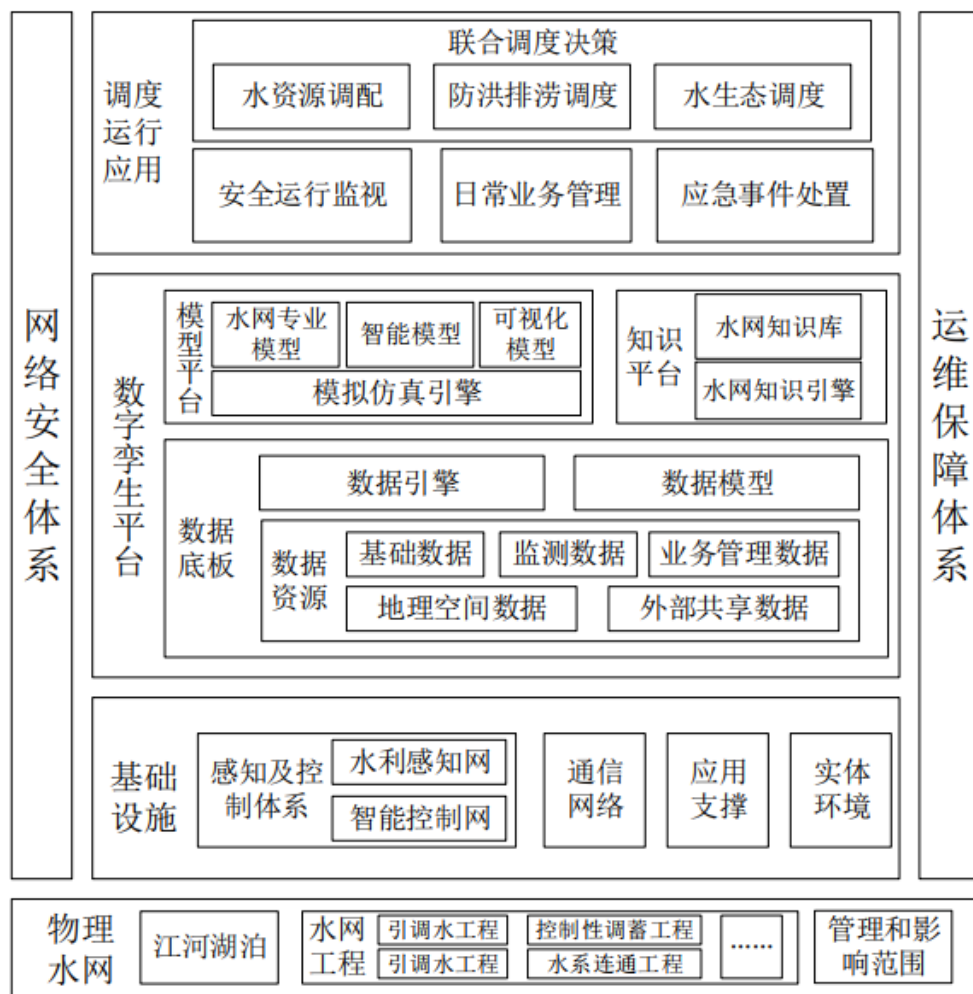 网络安全体系
调度
运行
应用
联合调度决策
水资源调配
防洪排涝调度
水生态调度
安全运行监视
日常业务管理
应急事件处置
数字孪生平台
模型平台
水网专业
模型
智能模型
可视化
模型
模拟仿真引擎
知识
平台
水网知识库
水网知识引擎
数据
底板
数据引擎
数据模型
数据
资源
基础数据
监测数据
业务管理数据
地理空间数据
外部共享数据
基础
设施
感知及控
制体系
水利感知网
智能控制网
通信
网络
应用
支撑
实体
环境
运维保障体系
物理
水网
江河湖泊
水网
工程
引调水工程
控制性调蓄工程
引调水工程
水系连通工程
……
管理和影
响范围